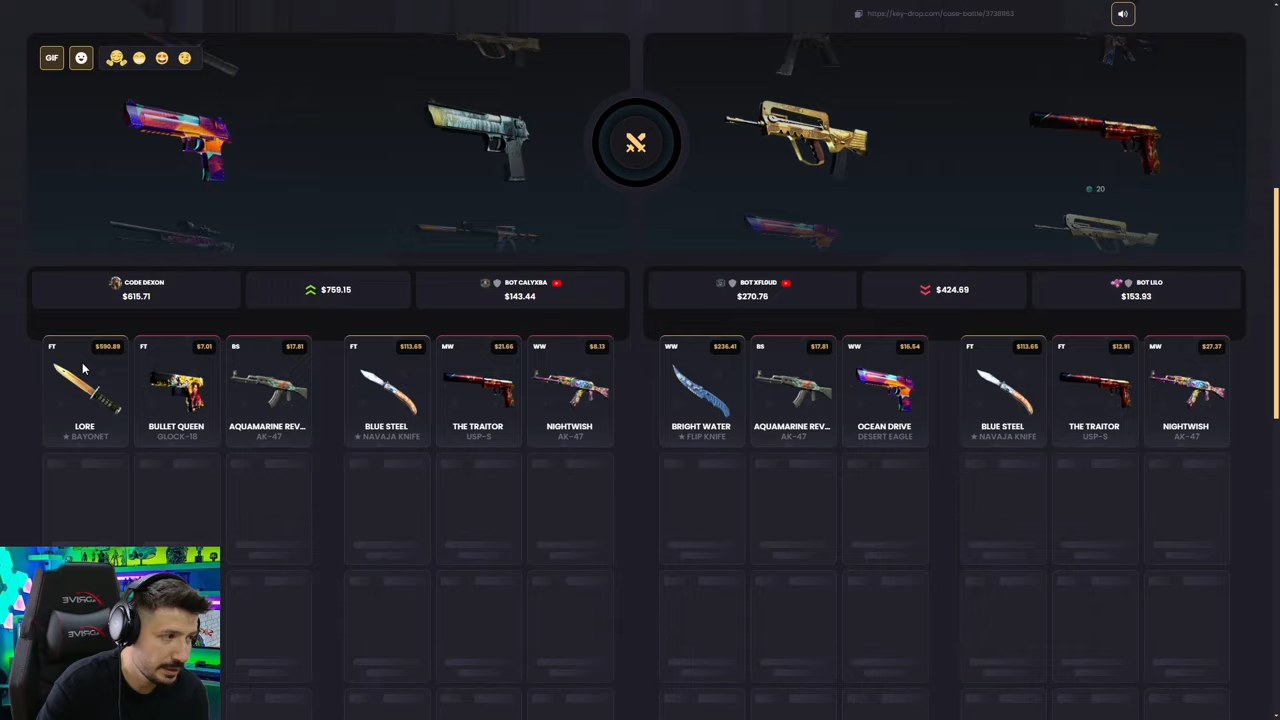 https://key-drop.com/case-battle/3738963
GIF
20
CODE DEXON
$615.71
$759.15
BOT CALYXBA
$143.44
BOT XFLOUD
$270.76
$424.69
BOT LILO
$153.93
FT $590.89
LORE
★ BAYONET
FT $7.01
BULLET QUEEN
GLOCK-18
BS $17.81
AQUAMARINE REV...
AK-47
FT $113.65
BLUE STEEL
★ NAVAJA KNIFE
MW $21.66
THE TRAITOR
USP-S
WW $8.13
NIGHTWISH
AK-47
WW $236.41
BRIGHT WATER
★ FLIP KNIFE
BS $17.81
AQUAMARINE REV...
AK-47
WW $16.54
OCEAN DRIVE
DESERT EAGLE
FT $113.65
BLUE STEEL
★ NAVAJA KNIFE
FT $12.91
THE TRAITOR
USP-S
MW $27.37
NIGHTWISH
AK-47